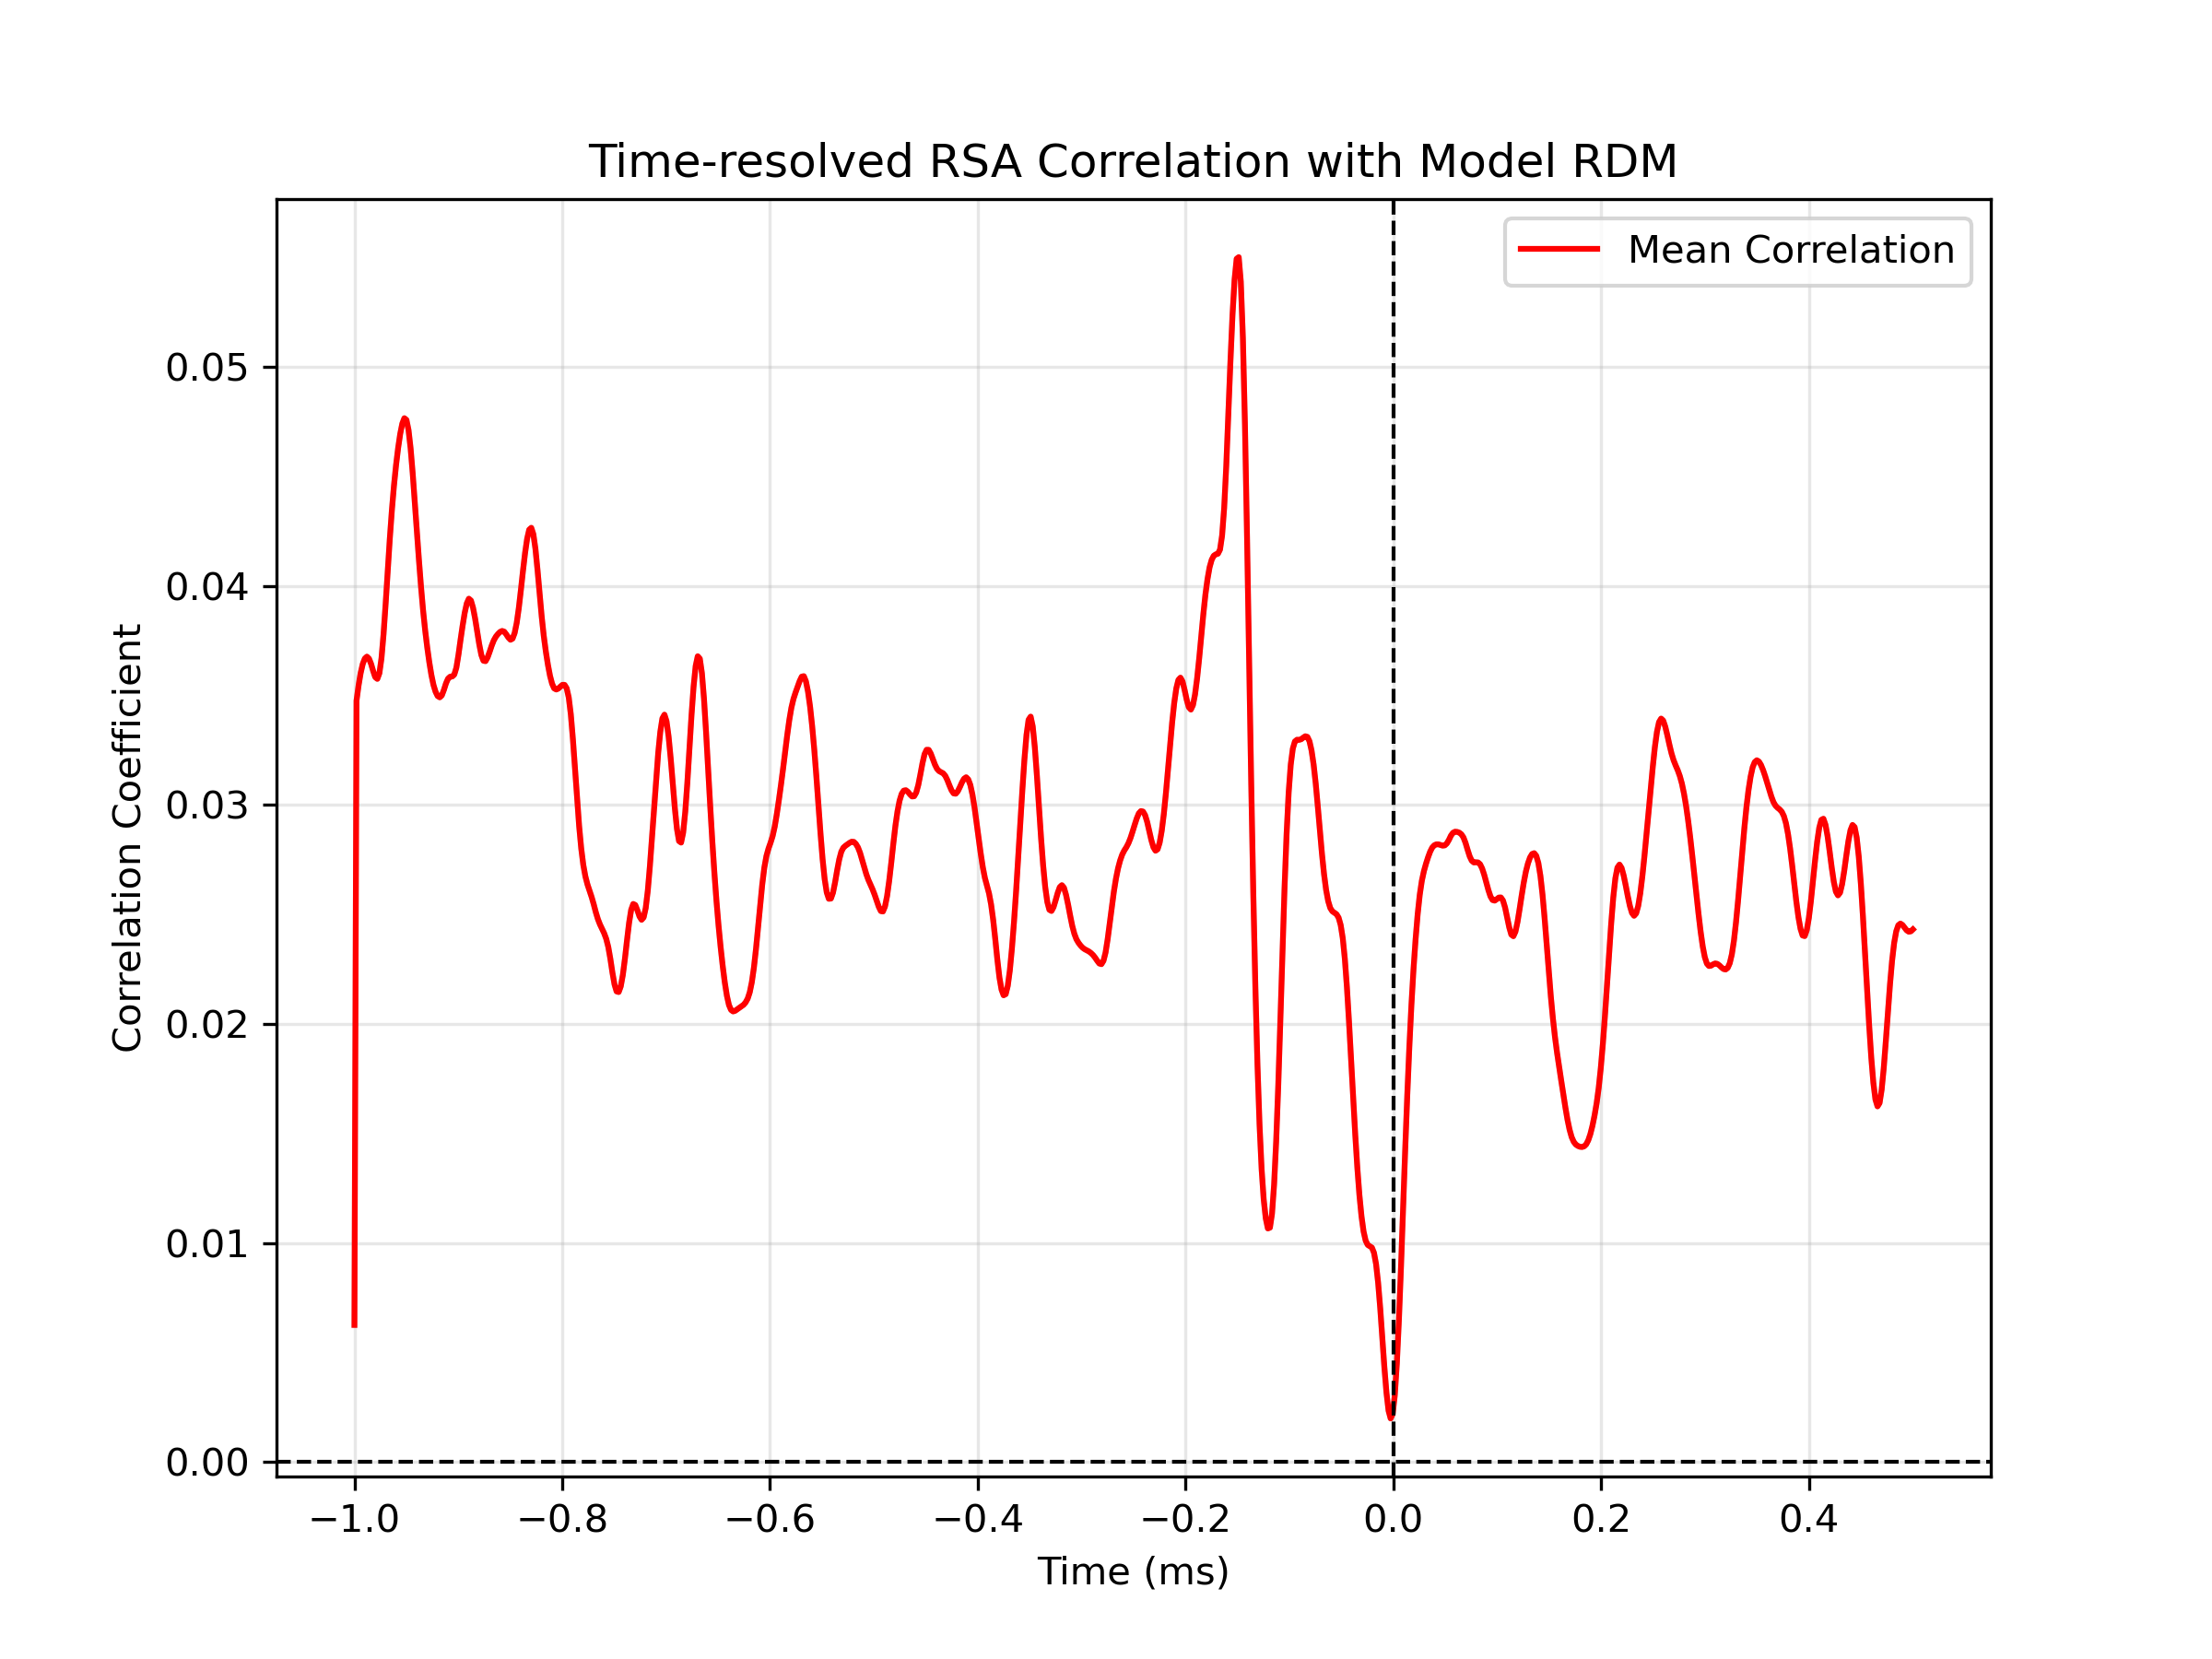 Time-resolved RSA Correlation with Model RDM
Mean Correlation
Correlation Coefficient
0.05
0.04
0.03
0.02
0.01
0.00
−1.0 −0.8 −0.6 −0.4 −0.2 0.0 0.2 0.4
Time (ms)